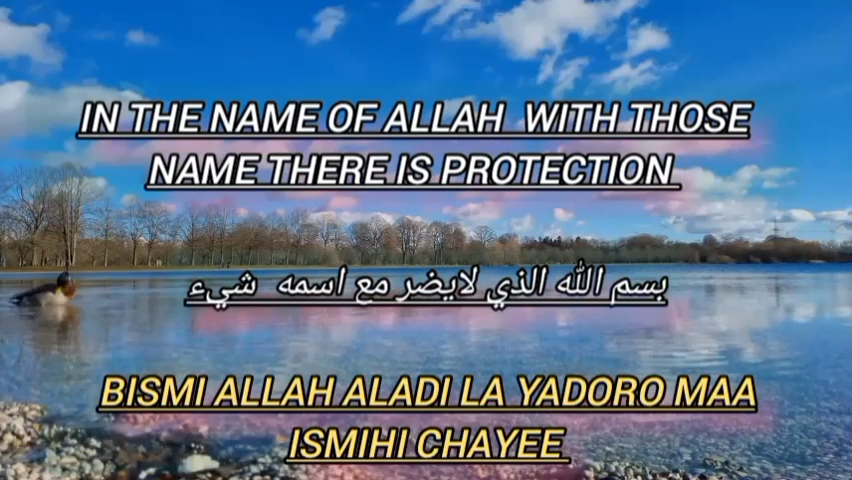 IN THE NAME OF ALLAH WITH THOSE
NAME THERE IS PROTECTION
بسم الله الذي لايضر مع اسمه شيء
BISMI ALLAH ALADI LA YADORO MAA
ISMIHI CHAYEE